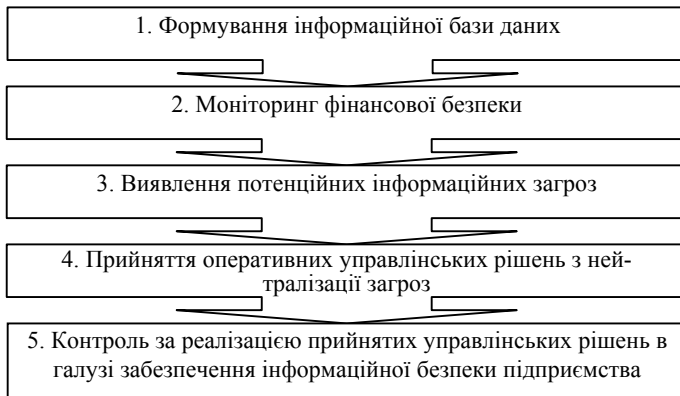 1. Формування інформаційної бази даних
2. Моніторинг фінансової безпеки
3. Виявлення потенційних інформаційних загроз
4. Прийняття оперативних управлінських рішень з ней-
тралізації загроз
5. Контроль за реалізацією прийнятих управлінських рішень в
галузі забезпечення інформаційної безпеки підприємства